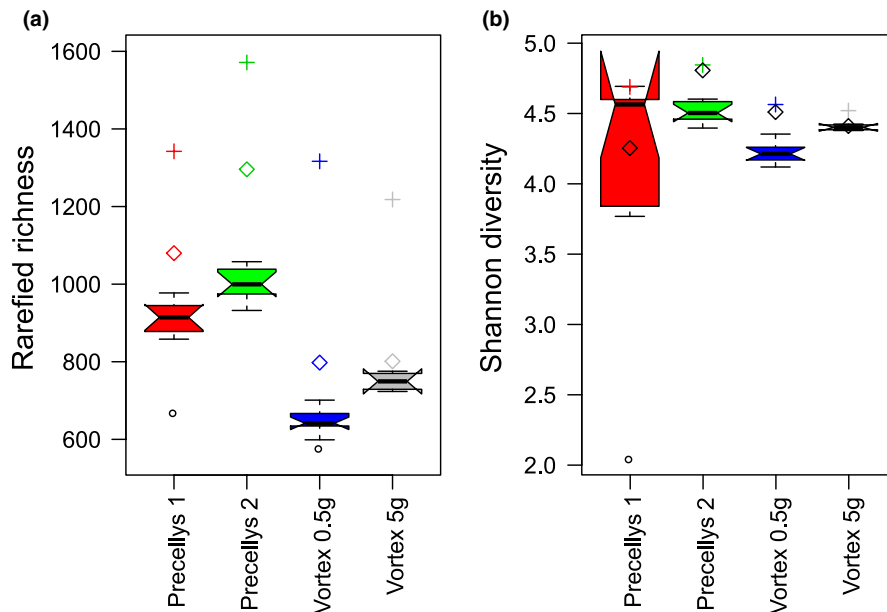 (a)
Rarefied richness
1600
1400
1200
1000
800
600
Precellys 1
Precellys 2
Vortex 0.5g
Vortex 5g
(b)
Shannon diversity
5.0
4.5
4.0
3.5
3.0
2.5
2.0
Precellys 1
Precellys 2
Vortex 0.5g
Vortex 5g